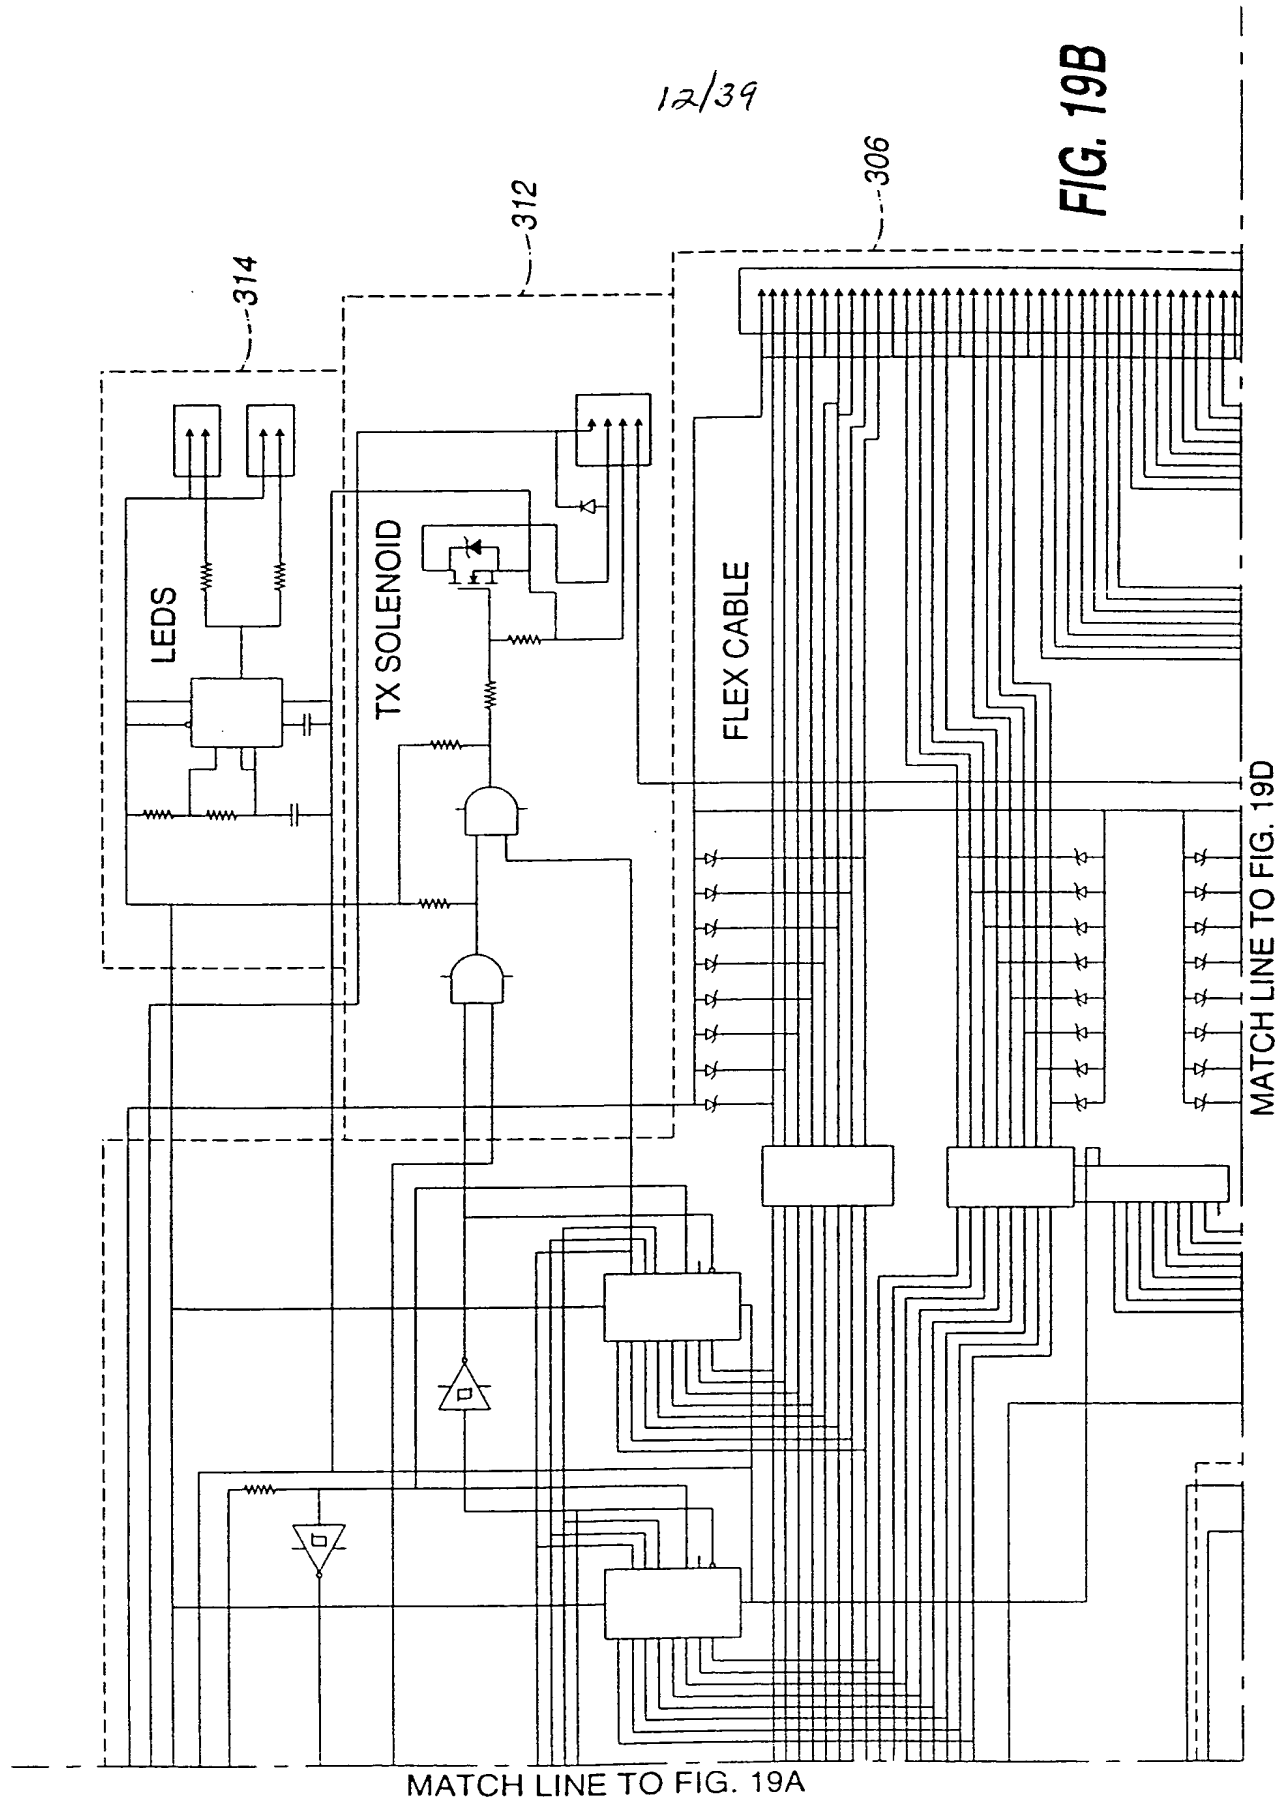 12/39
FIG. 19B
314
312
306
LEDS
TX SOLENOID
FLEX CABLE
MATCH LINE TO FIG. 19D
MATCH LINE TO FIG. 19A